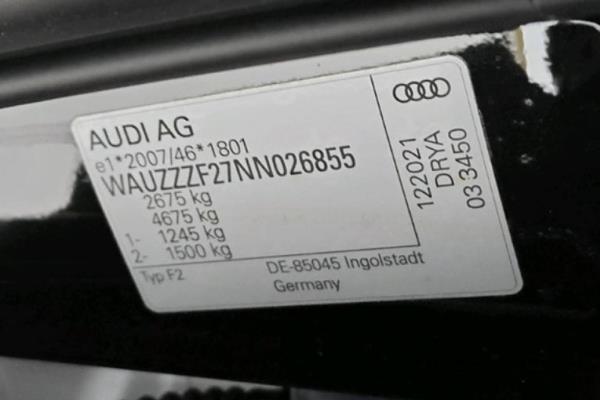 AUDI AG
e1*2007/46*1801
WAUZZZF27NN026855
2675 kg
4675 kg
1- 1245 kg
2- 1500 kg
Typ F2
DE-85045 Ingolstadt
Germany
122021
DRYA
03 3450